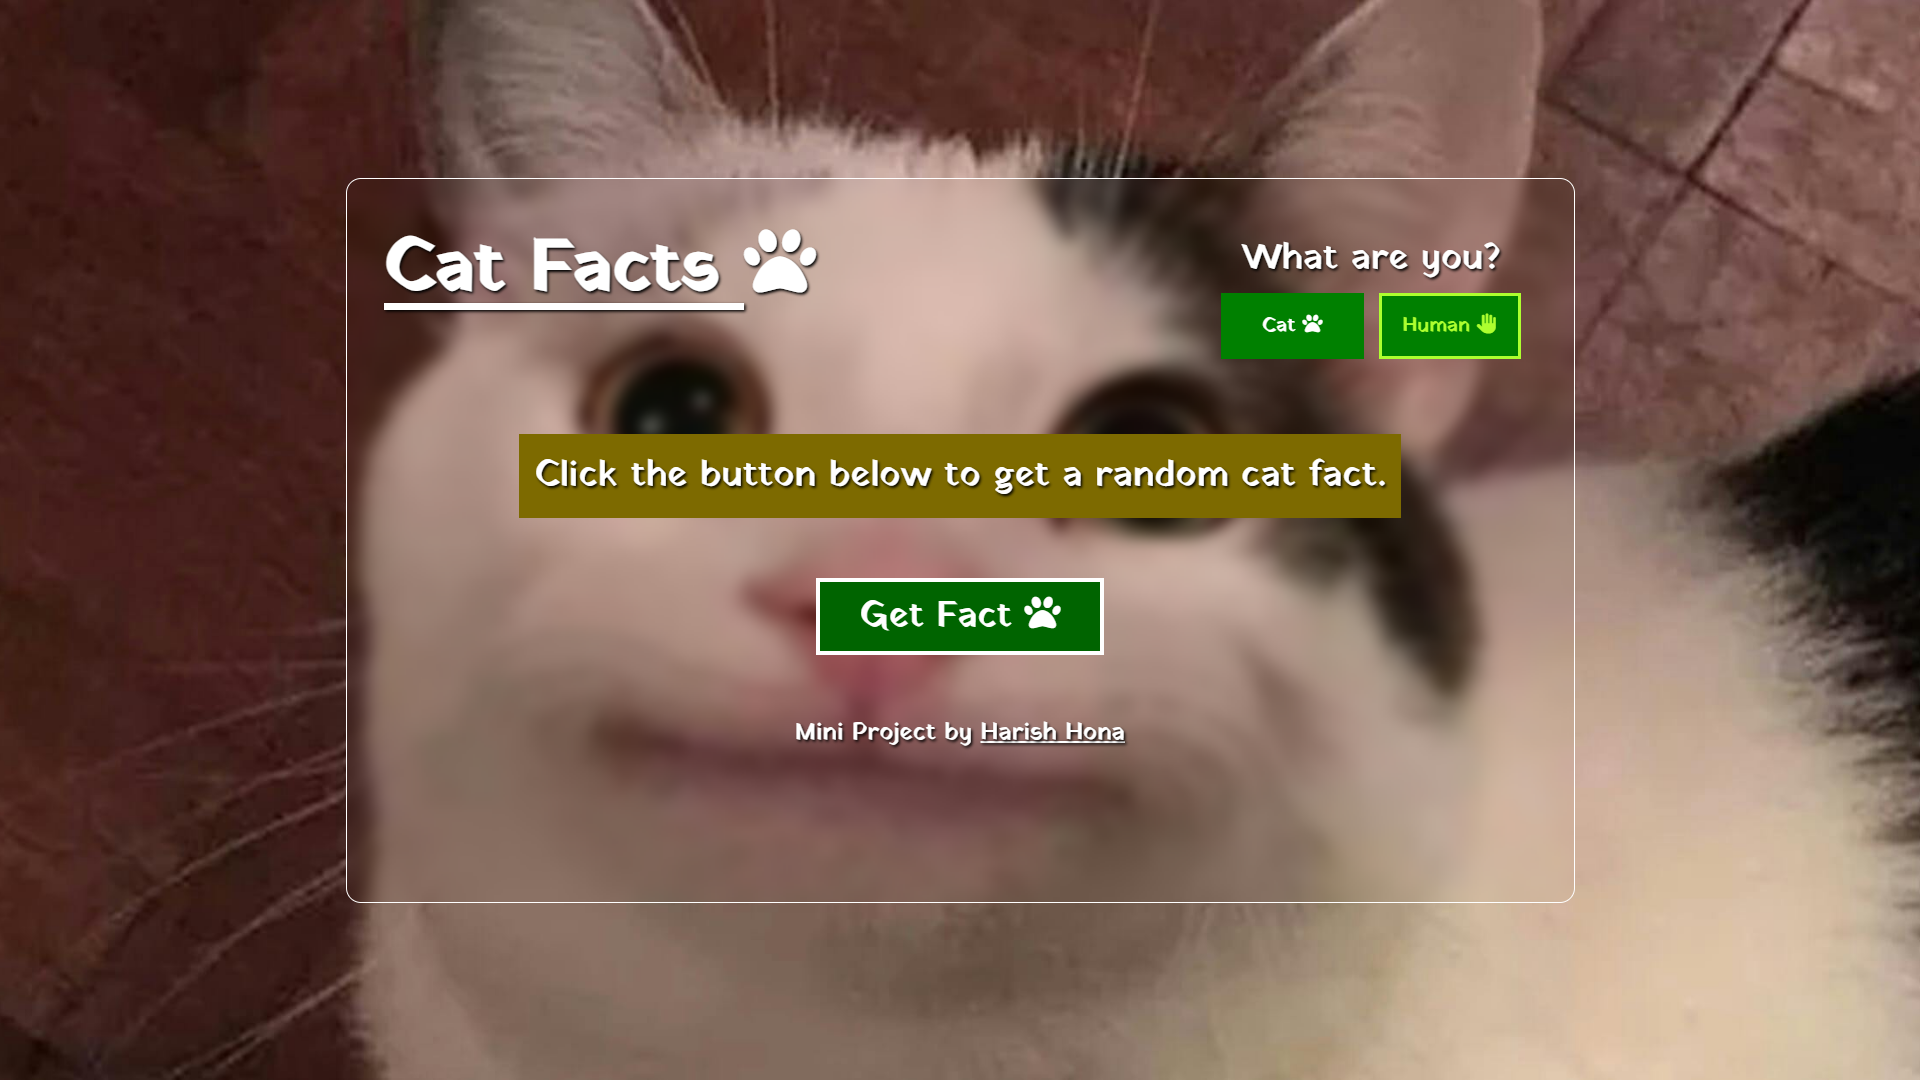 Cat Facts
What are you?
Cat
Human
Click the button below to get a random cat fact.
Get Fact
Mini Project by Harish Hona